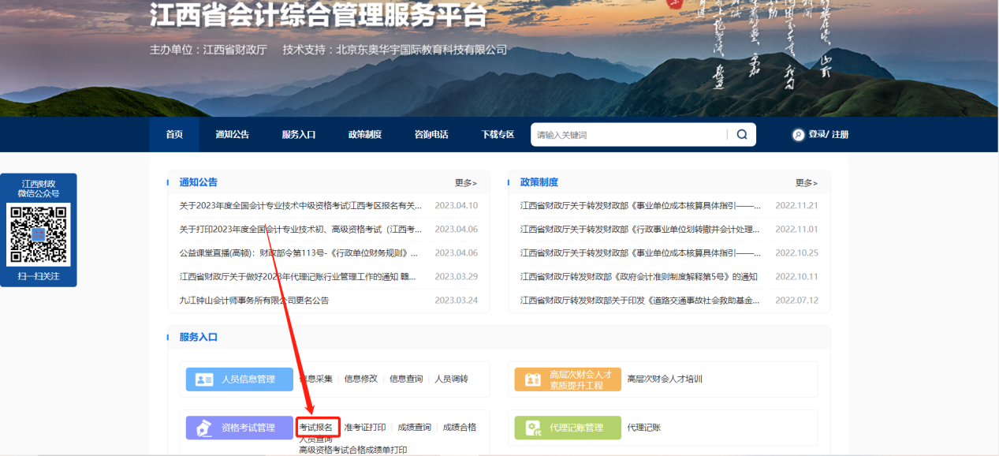 江西省会计综合管理服务平台
主办单位：江西省财政厅 技术支持：北京东奥华宇国际教育科技有限公司
首页 通知公告 服务入口 政策制度 咨询电话 下载专区 请输入关键词 登录/ 注册
江西财政
微信公众号
扫一扫关注
通知公告 更多>
关于2023年度全国会计专业技术中级资格考试江西考区报名有关... 2023.04.10
关于打印2023年度全国会计专业技术初、高级资格考试（江西考... 2023.04.06
公益课堂直播(高顿)：财政部令第113号-《行政单位财务规则》... 2023.04.06
江西省财政厅关于做好2023年代理记账行业管理工作的通知 赣... 2023.03.29
九江钟山会计师事务所有限公司更名公告 2023.03.24
政策制度 更多>
江西省财政厅关于转发财政部《事业单位成本核算具体指引——... 2022.11.21
江西省财政厅关于转发财政部《行政事业单位划转撤并会计处理... 2022.11.01
江西省财政厅关于转发财政部《事业单位成本核算具体指引——... 2022.10.25
江西省财政厅转发财政部《政府会计准则制度解释第5号》的通知 2022.10.11
江西省财政厅转发财政部关于印发《道路交通事故社会救助基金... 2022.07.12
服务入口
人员信息管理 信息采集 信息修改 信息查询 人员调转
高层次财会人才
素质提升工程
高层次财会人才培训
资格考试管理 考试报名 准考证打印 成绩查询 成绩合格
人员查询
高级资格考试合格成绩单打印
代理记账管理 代理记账